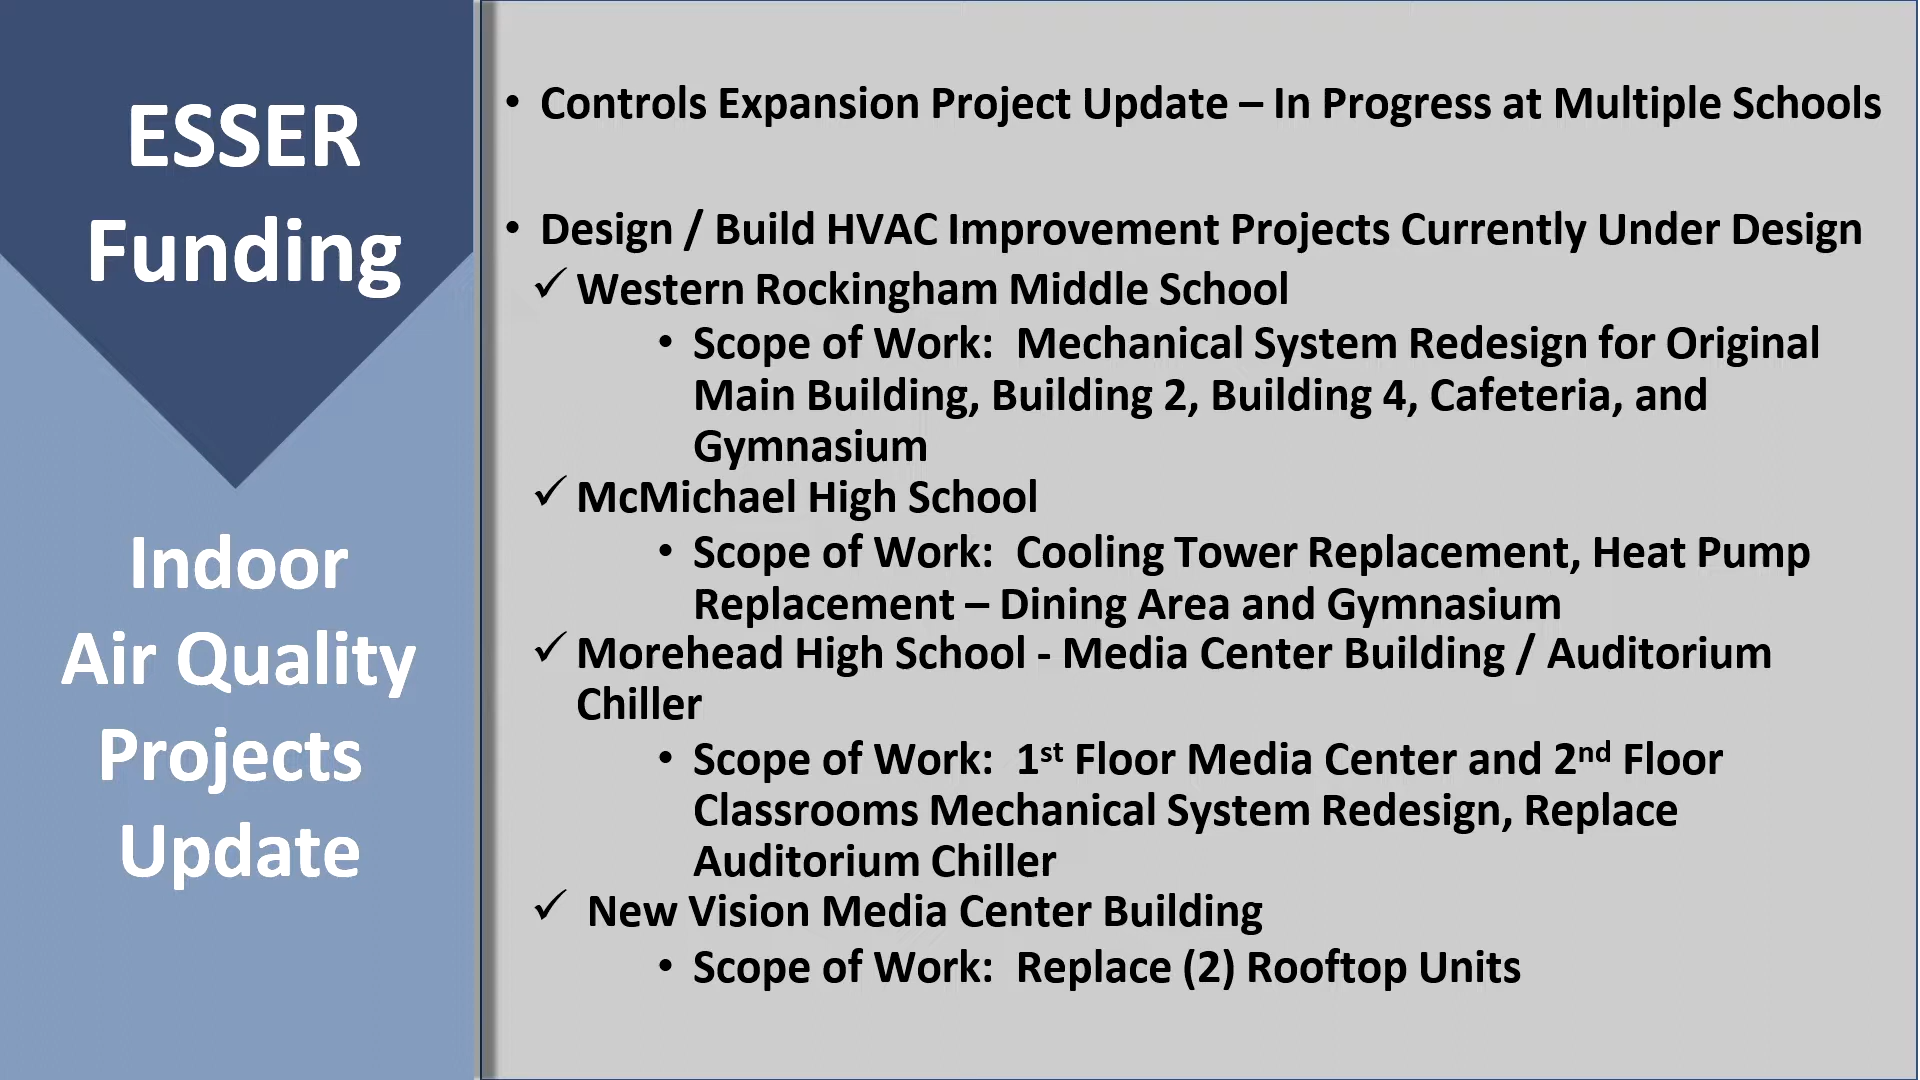 ESSER
Funding
Indoor
Air Quality
Projects
Update
• Controls Expansion Project Update – In Progress at Multiple Schools
• Design / Build HVAC Improvement Projects Currently Under Design
✓ Western Rockingham Middle School
• Scope of Work:  Mechanical System Redesign for Original
Main Building, Building 2, Building 4, Cafeteria, and
Gymnasium
✓ McMichael High School
• Scope of Work:  Cooling Tower Replacement, Heat Pump
Replacement – Dining Area and Gymnasium
✓ Morehead High School - Media Center Building / Auditorium
Chiller
• Scope of Work:  1st Floor Media Center and 2nd Floor
Classrooms Mechanical System Redesign, Replace
Auditorium Chiller
✓ New Vision Media Center Building
• Scope of Work:  Replace (2) Rooftop Units